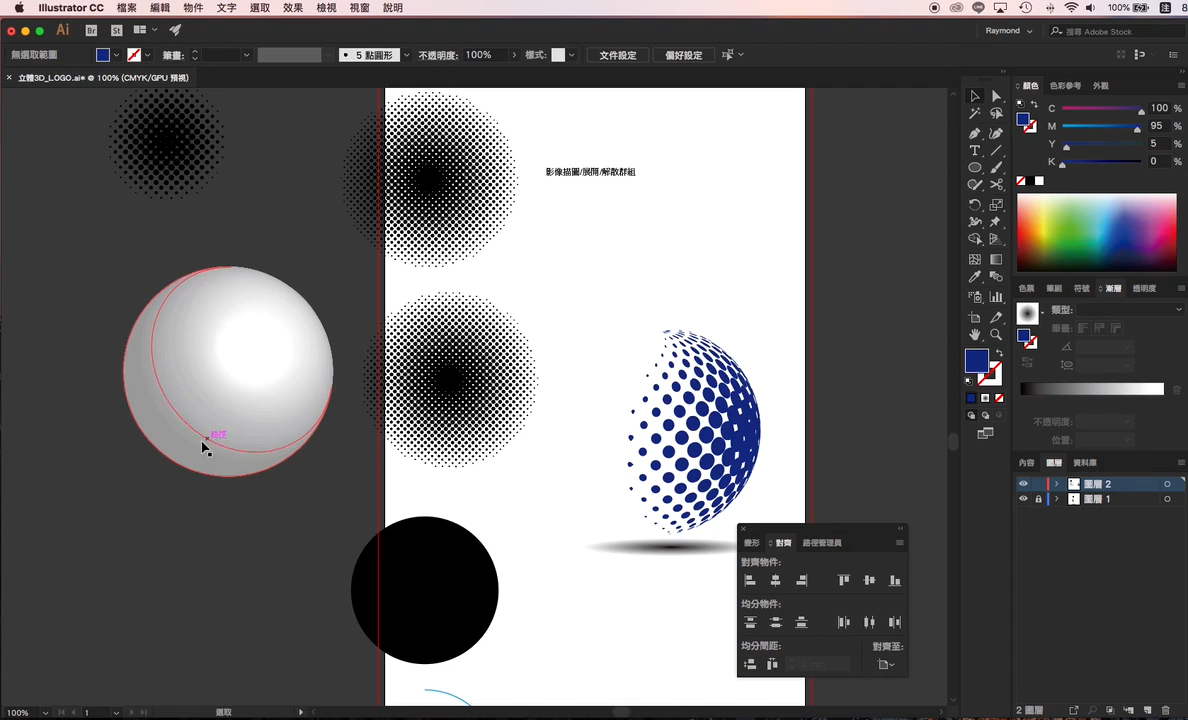 Illustrator CC 檔案 編輯 物件 文字 選取 效果 檢視 視窗 說明 100%
Ai Br St Raymond 搜尋 Adobe Stock
無選取範圍 筆畫: 5 點圓形 不透明度: 100% 樣式: 文件設定 偏好設定
× 立體3D_LOGO.ai* @ 100% (CMYK/GPU 預視)
顏色 色彩參考 外觀
C 100 %
M 95 %
Y 5 %
K 0 %
影像描圖/展開/解散群組
色票 筆刷 符號 漸層 透明度
類型:
筆畫:
不透明度:
位置:
路徑
內容 圖層 資料庫
圖層 2
圖層 1
變形 對齊 路徑管理員
對齊物件:
均分物件:
均分間距: 對齊至:
0 mm
100% 1 選取
2 圖層